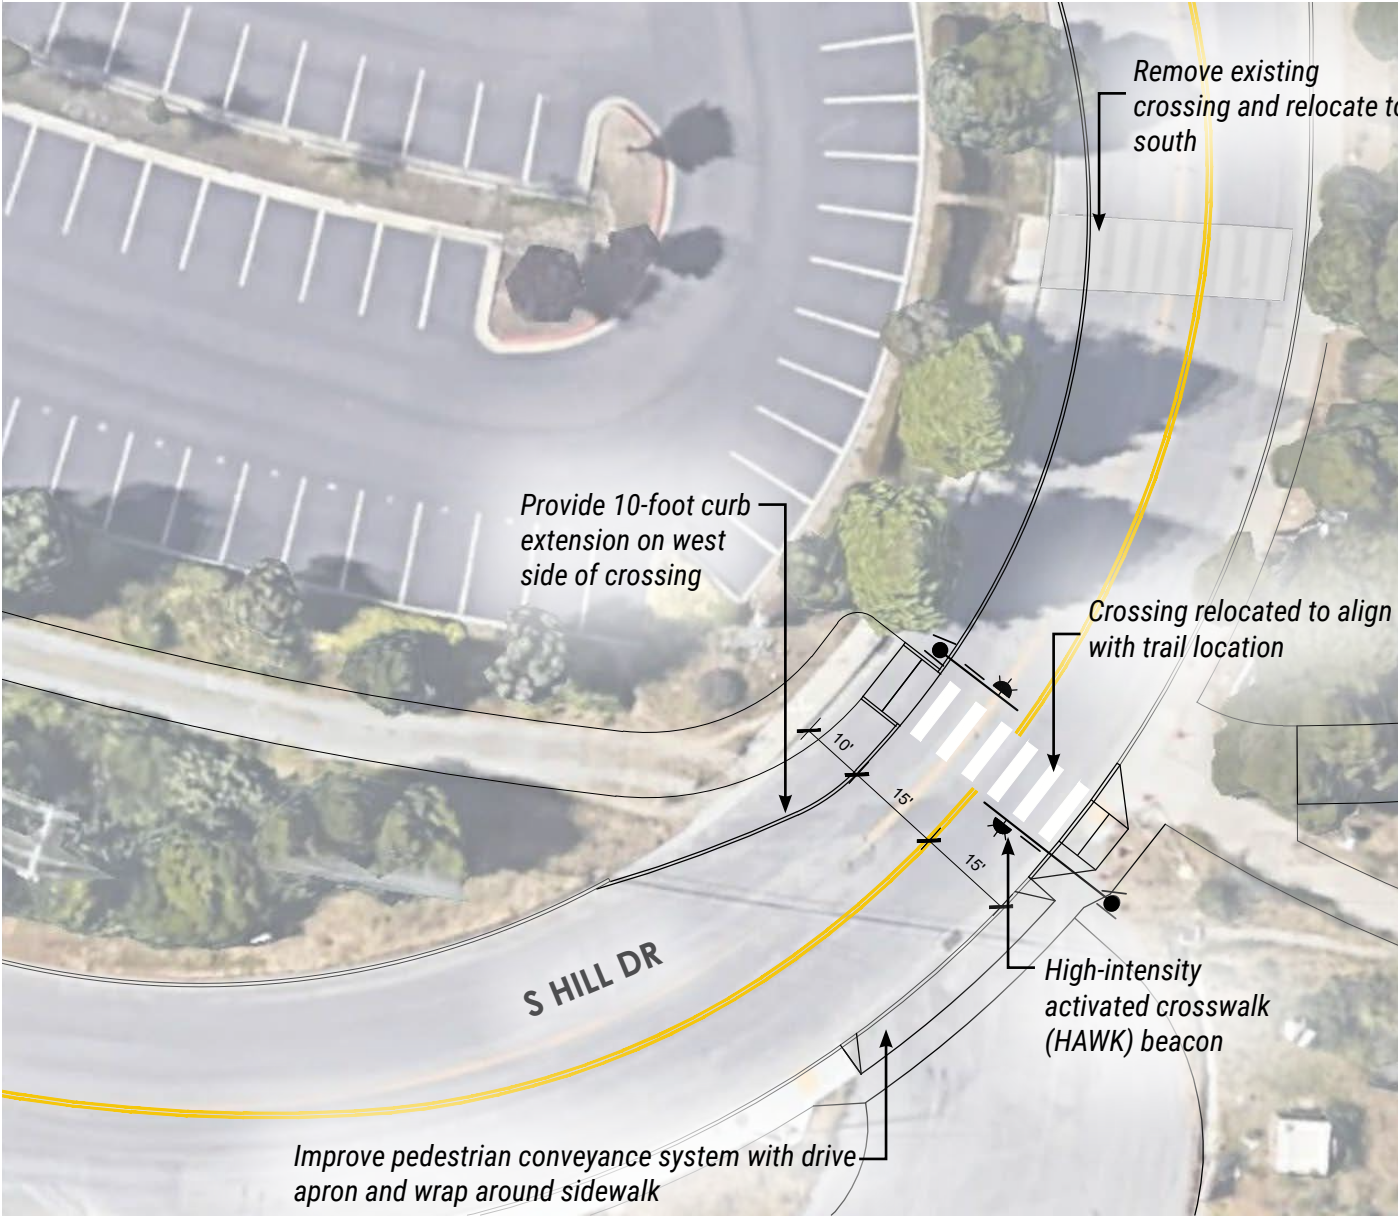 Remove existing
crossing and relocate to
south
Provide 10-foot curb
extension on west
side of crossing
Crossing relocated to align
with trail location
10'
15'
15'
S HILL DR
High-intensity
activated crosswalk
(HAWK) beacon
Improve pedestrian conveyance system with drive
apron and wrap around sidewalk